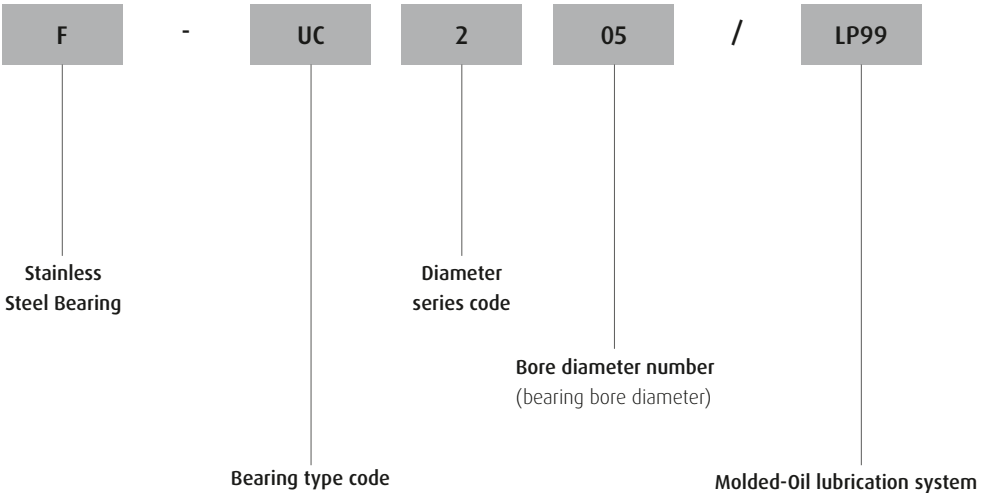 F - UC 2 05 / LP99
Stainless
Steel Bearing
Diameter
series code
Bore diameter number
(bearing bore diameter)
Bearing type code
Molded-Oil lubrication system